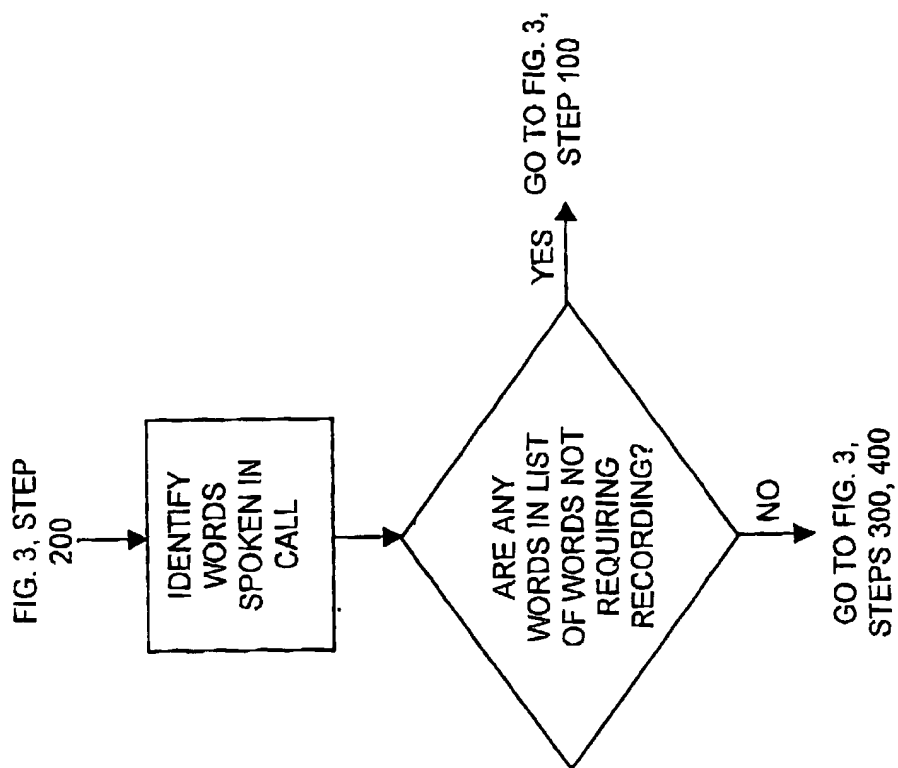 FIG. 3, STEP
200
IDENTIFY
WORDS
SPOKEN IN
CALL
ARE ANY
WORDS IN LIST
OF WORDS NOT
REQUIRING
RECORDING?
YES
GO TO FIG. 3,
STEP 100
NO
GO TO FIG. 3,
STEPS 300, 400